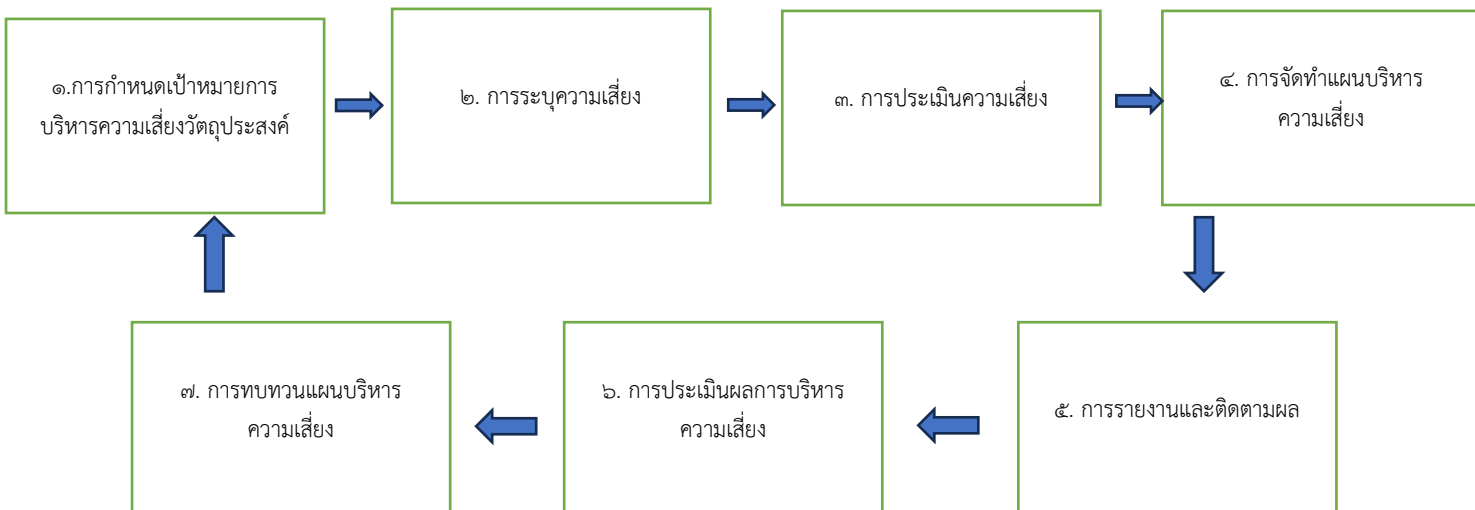 ๑.การกำหนดเป้าหมายการ
บริหารความเสี่ยงวัตถุประสงค์
๒. การระบุความเสี่ยง
๓. การประเมินความเสี่ยง
๔. การจัดทำแผนบริหาร
ความเสี่ยง
๕. การรายงานและติดตามผล
๖. การประเมินผลการบริหาร
ความเสี่ยง
๗. การทบทวนแผนบริหาร
ความเสี่ยง